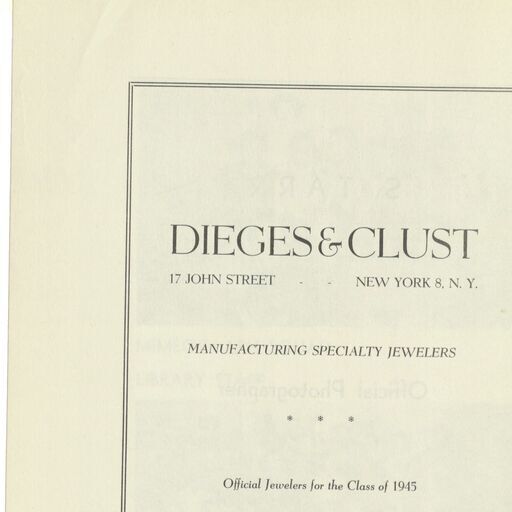 DIEGES & CLUST
17 JOHN STREET - - NEW YORK 8, N. Y.
MANUFACTURING SPECIALTY JEWELERS
* * *
Official Jewelers for the Class of 1945